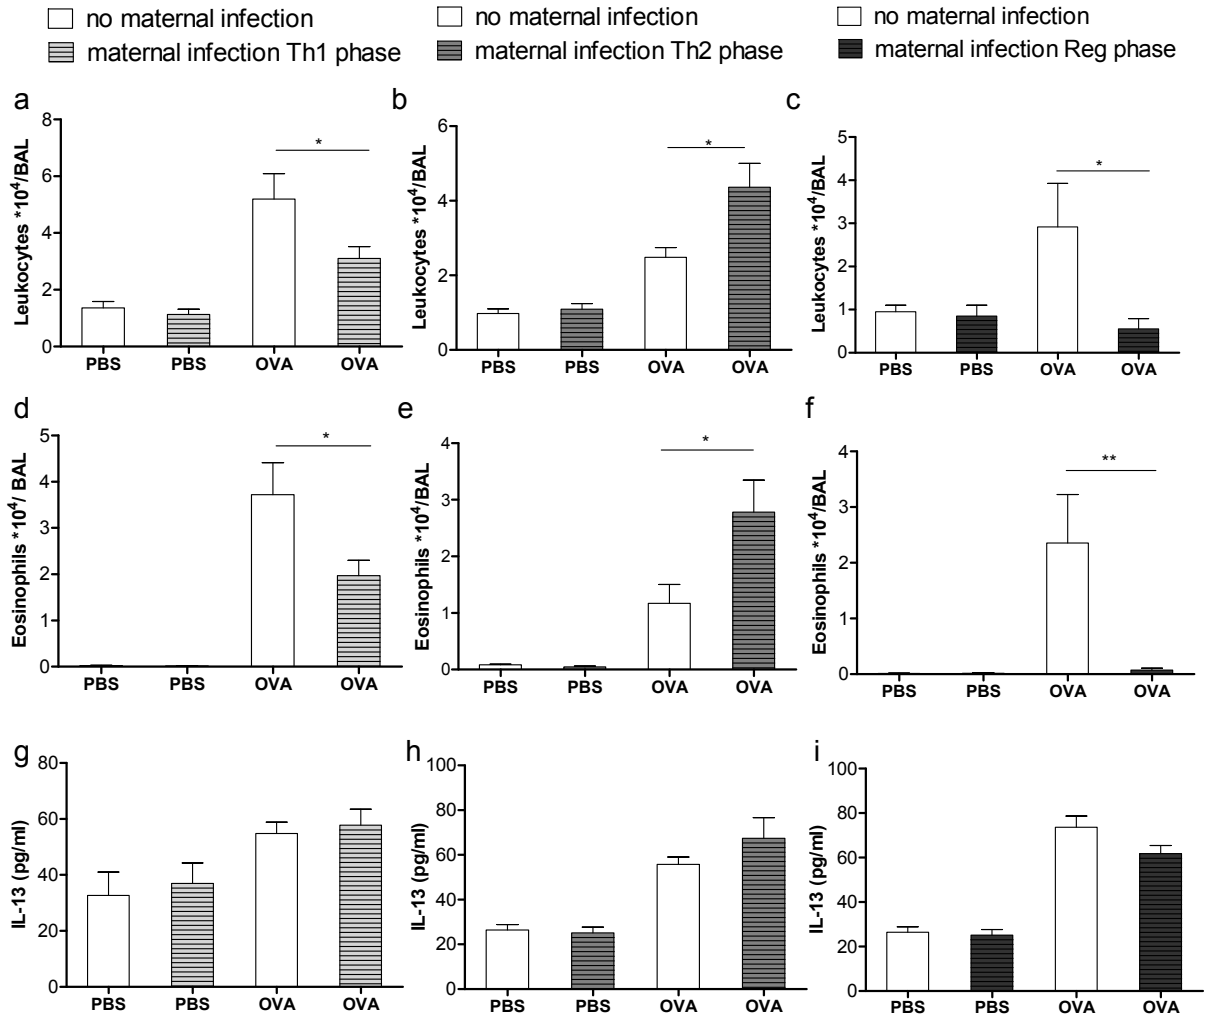 no maternal infection
maternal infection Th1 phase
no maternal infection
maternal infection Th2 phase
no maternal infection
maternal infection Reg phase
a
Leukocytes *10⁴/BAL
8
6
4
2
0
*
PBS PBS OVA OVA
b
Leukocytes *10⁴/BAL
6
4
2
0
*
PBS PBS OVA OVA
c
Leukocytes *10⁴/BAL
5
4
3
2
1
0
*
PBS PBS OVA OVA
d
Eosinophils *10⁴/ BAL
5
4
3
2
1
0
*
PBS PBS OVA OVA
e
Eosinophils *10⁴/BAL
4
3
2
1
0
*
PBS PBS OVA OVA
f
Eosinophils *10⁴/BAL
4
3
2
1
0
**
PBS PBS OVA OVA
g
IL-13 (pg/ml)
80
60
40
20
0
PBS PBS OVA OVA
h
IL-13 (pg/ml)
100
80
60
40
20
0
PBS PBS OVA OVA
i
IL-13 (pg/ml)
100
80
60
40
20
0
PBS PBS OVA OVA